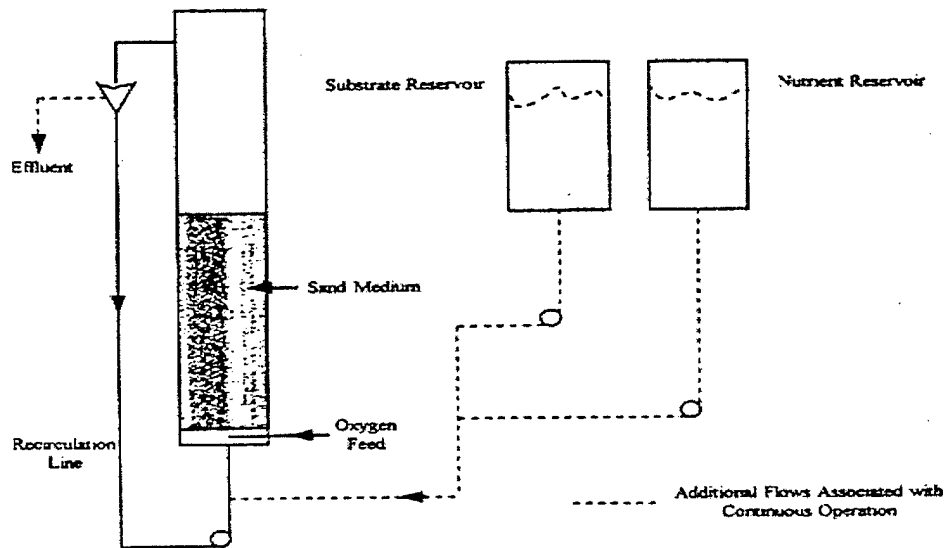 Substrate Reservoir
Nutrient Reservoir
Effluent
Sand Medium
Oxygen
Feed
Recirculation
Line
Additional Flows Associated with
Continuous Operation